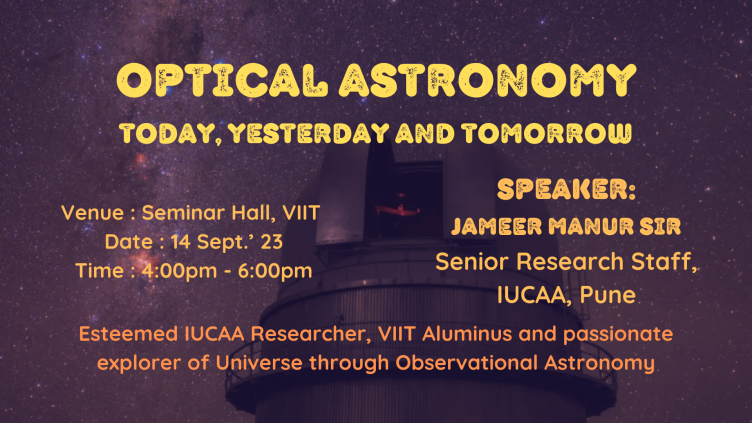 OPTICAL ASTRONOMY
TODAY, YESTERDAY AND TOMORROW
Venue : Seminar Hall, VIIT
Date : 14 Sept.’ 23
Time : 4:00pm - 6:00pm
SPEAKER:
JAMEER MANUR SIR
Senior Research Staff,
IUCAA, Pune
Esteemed IUCAA Researcher, VIIT Aluminus and passionate
explorer of Universe through Observational Astronomy